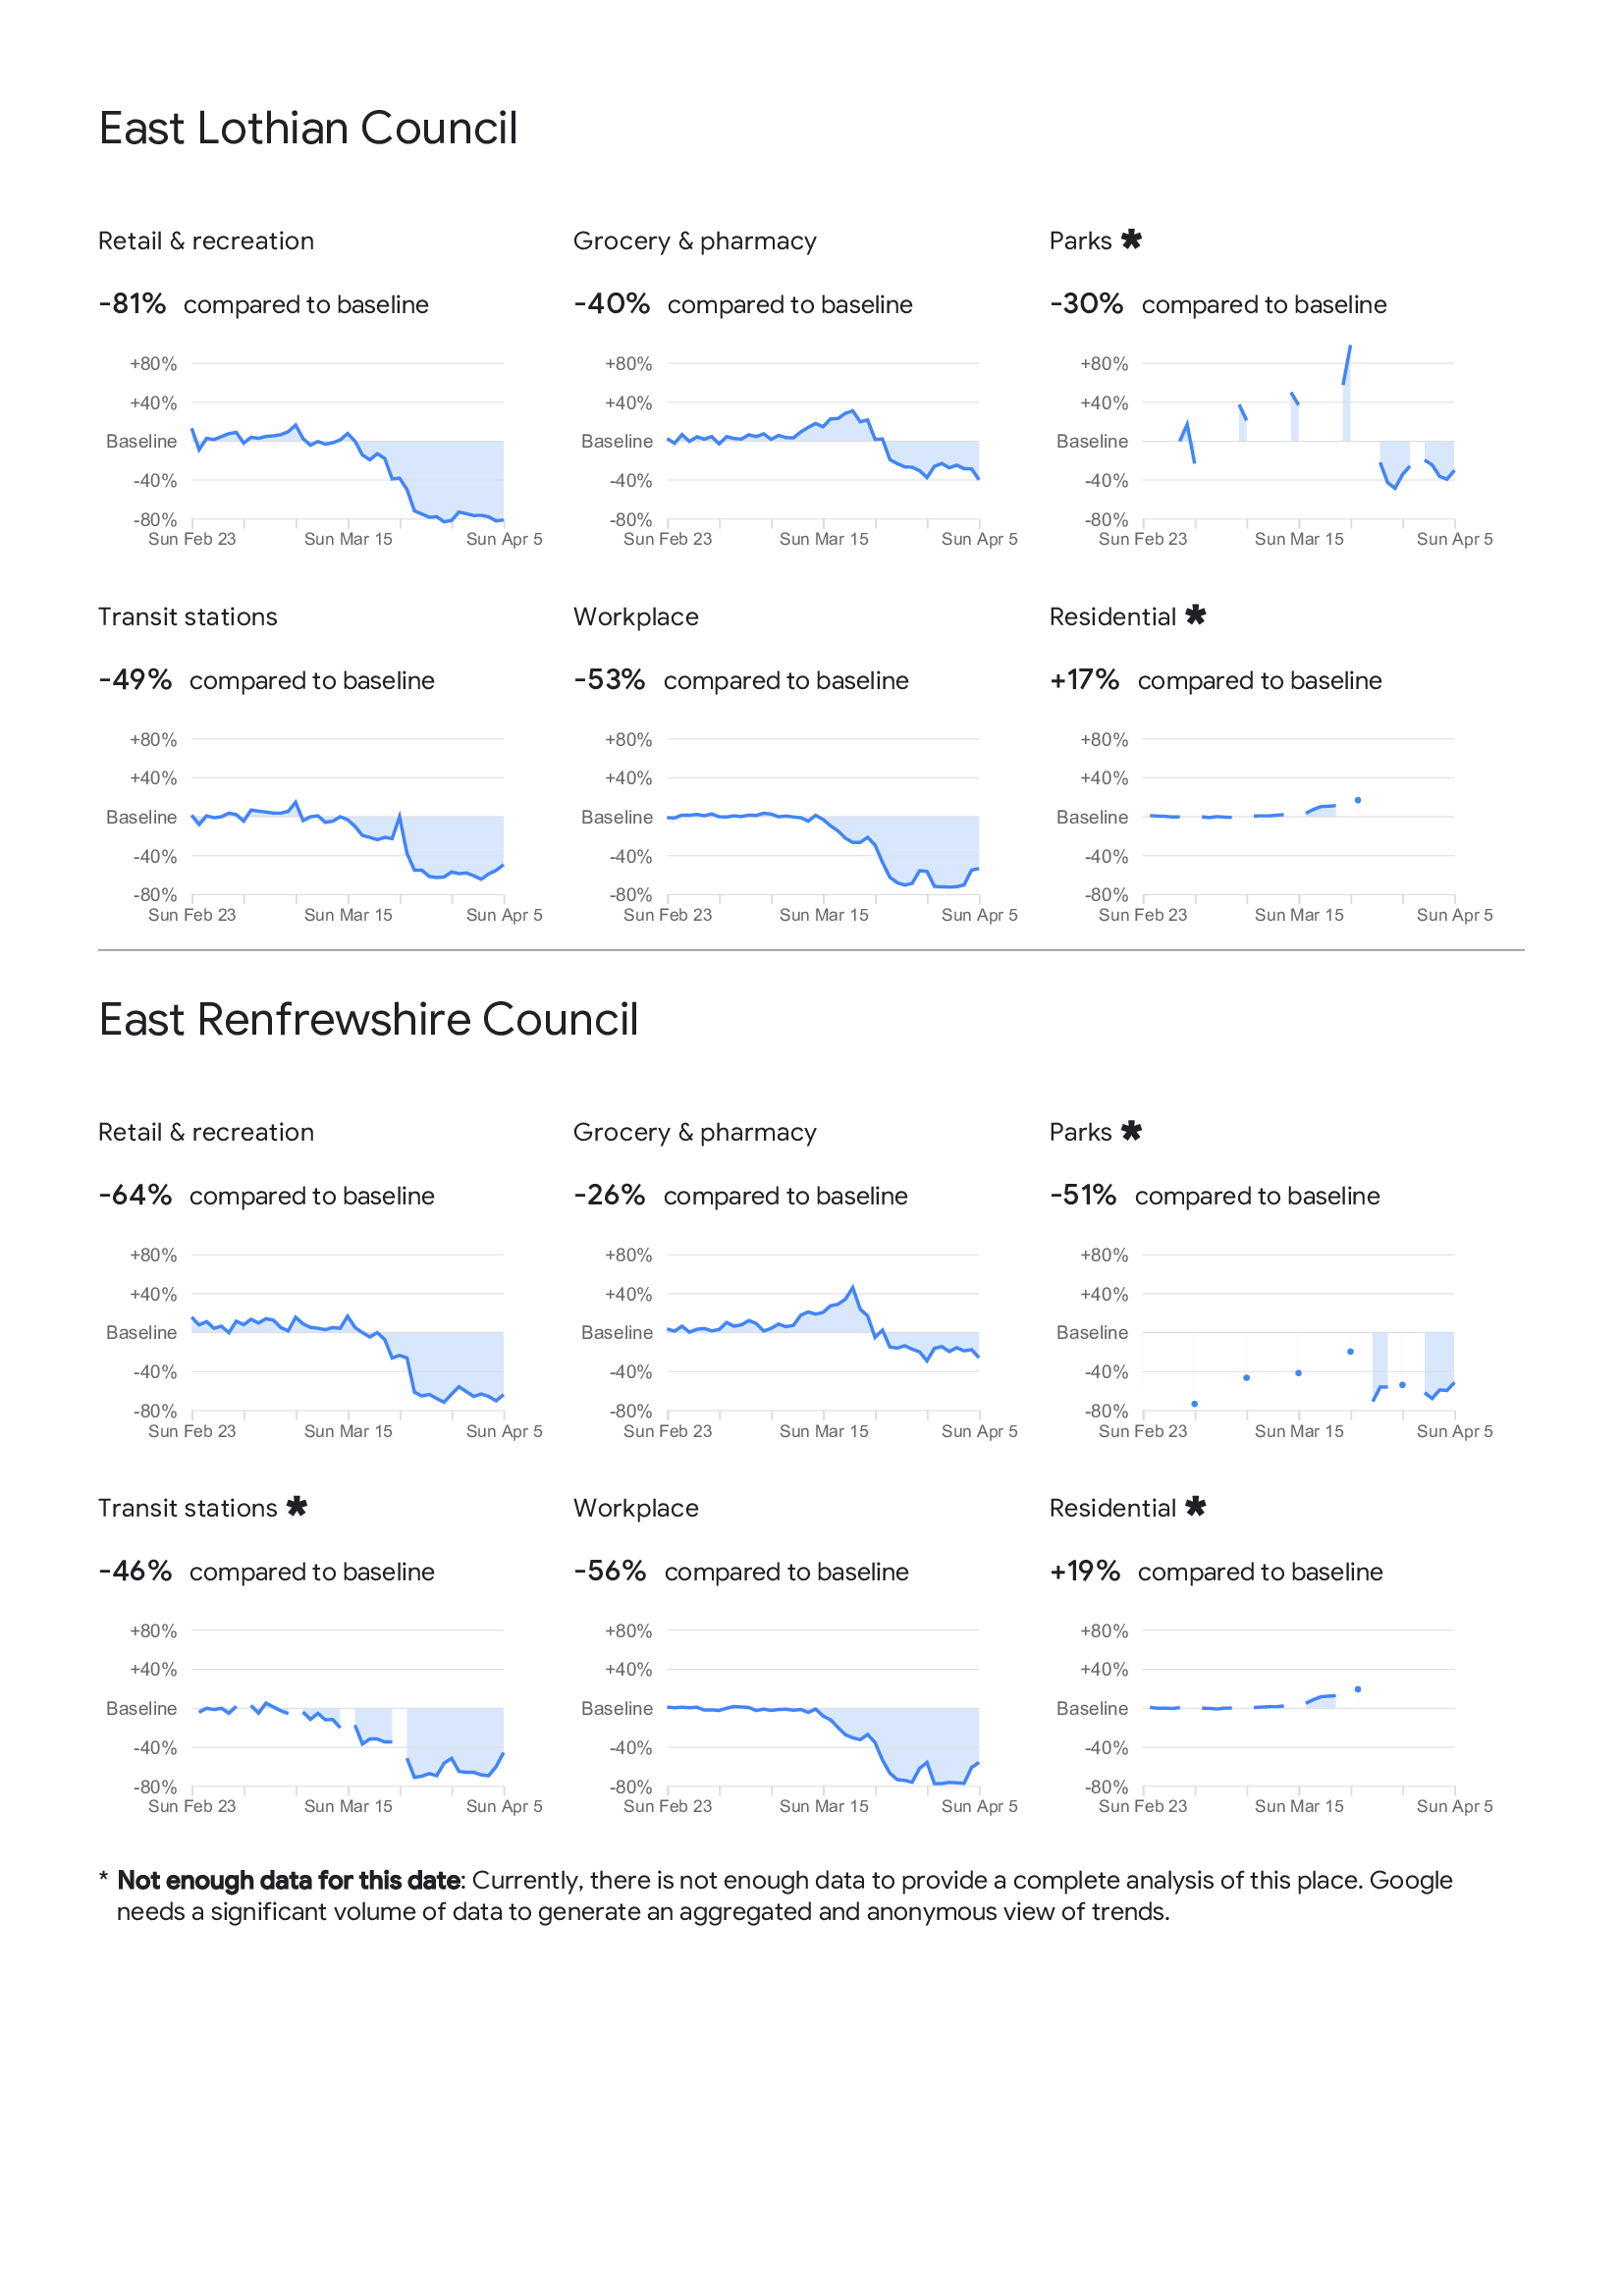 East Lothian Council
Retail & recreation
-81% compared to baseline
+80%
+40%
Baseline
-40%
-80%
Sun Feb 23 Sun Mar 15 Sun Apr 5
Grocery & pharmacy
-40% compared to baseline
+80%
+40%
Baseline
-40%
-80%
Sun Feb 23 Sun Mar 15 Sun Apr 5
Parks *
-30% compared to baseline
+80%
+40%
Baseline
-40%
-80%
Sun Feb 23 Sun Mar 15 Sun Apr 5
Transit stations
-49% compared to baseline
+80%
+40%
Baseline
-40%
-80%
Sun Feb 23 Sun Mar 15 Sun Apr 5
Workplace
-53% compared to baseline
+80%
+40%
Baseline
-40%
-80%
Sun Feb 23 Sun Mar 15 Sun Apr 5
Residential *
+17% compared to baseline
+80%
+40%
Baseline
-40%
-80%
Sun Feb 23 Sun Mar 15 Sun Apr 5
East Renfrewshire Council
Retail & recreation
-64% compared to baseline
+80%
+40%
Baseline
-40%
-80%
Sun Feb 23 Sun Mar 15 Sun Apr 5
Grocery & pharmacy
-26% compared to baseline
+80%
+40%
Baseline
-40%
-80%
Sun Feb 23 Sun Mar 15 Sun Apr 5
Parks *
-51% compared to baseline
+80%
+40%
Baseline
-40%
-80%
Sun Feb 23 Sun Mar 15 Sun Apr 5
Transit stations *
-46% compared to baseline
+80%
+40%
Baseline
-40%
-80%
Sun Feb 23 Sun Mar 15 Sun Apr 5
Workplace
-56% compared to baseline
+80%
+40%
Baseline
-40%
-80%
Sun Feb 23 Sun Mar 15 Sun Apr 5
Residential *
+19% compared to baseline
+80%
+40%
Baseline
-40%
-80%
Sun Feb 23 Sun Mar 15 Sun Apr 5
* Not enough data for this date: Currently, there is not enough data to provide a complete analysis of this place. Google
needs a significant volume of data to generate an aggregated and anonymous view of trends.